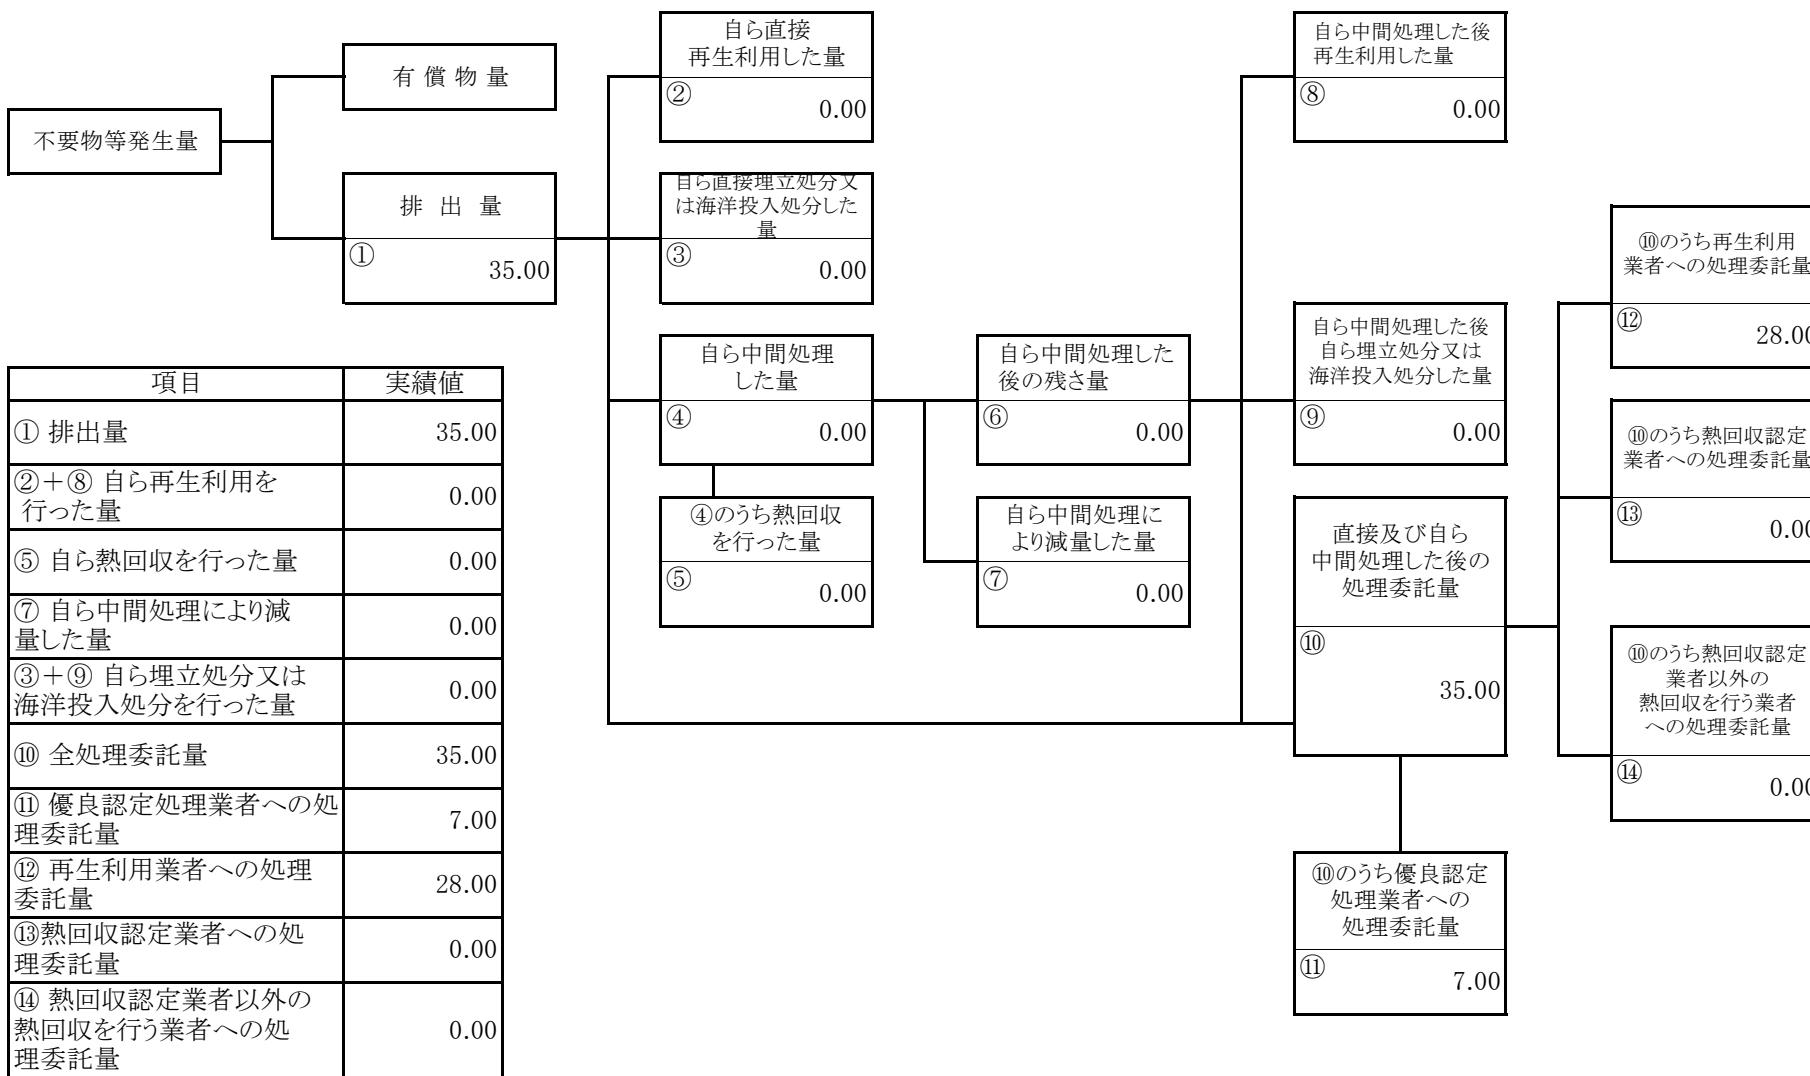 不要物等発生量
有 償 物 量
排 出 量
①
35.00
自ら直接
再生利用した量
②
0.00
自ら直接埋立処分又
は海洋投入処分した
量
③
0.00
自ら中間処理
した量
④
0.00
④のうち熱回収
を行った量
⑤
0.00
自ら中間処理した
後の残さ量
⑥
0.00
自ら中間処理に
より減量した量
⑦
0.00
自ら中間処理した後
再生利用した量
⑧
0.00
自ら中間処理した後
自ら埋立処分又は
海洋投入処分した量
⑨
0.00
直接及び自ら
中間処理した後の
処理委託量
⑩
35.00
⑩のうち優良認定
処理業者への
処理委託量
⑪
7.00
⑩のうち再生利用
業者への処理委託量
⑫
28.00
⑩のうち熱回収認定
業者への処理委託量
⑬
0.00
⑩のうち熱回収認定
業者以外の
熱回収を行う業者
への処理委託量
⑭
0.00
項目 実績値
① 排出量 35.00
②+⑧ 自ら再生利用を
行った量 0.00
⑤ 自ら熱回収を行った量 0.00
⑦ 自ら中間処理により減
量した量 0.00
③+⑨ 自ら埋立処分又は
海洋投入処分を行った量 0.00
⑩ 全処理委託量 35.00
⑪ 優良認定処理業者への処
理委託量 7.00
⑫ 再生利用業者への処理
委託量 28.00
⑬熱回収認定業者への処
理委託量 0.00
⑭ 熱回収認定業者以外の
熱回収を行う業者への処
理委託量 0.00